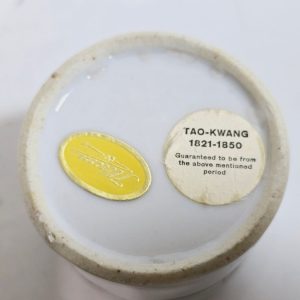 TAO-KWANG
1821-1850
Guaranteed to be from
the above mentioned
period